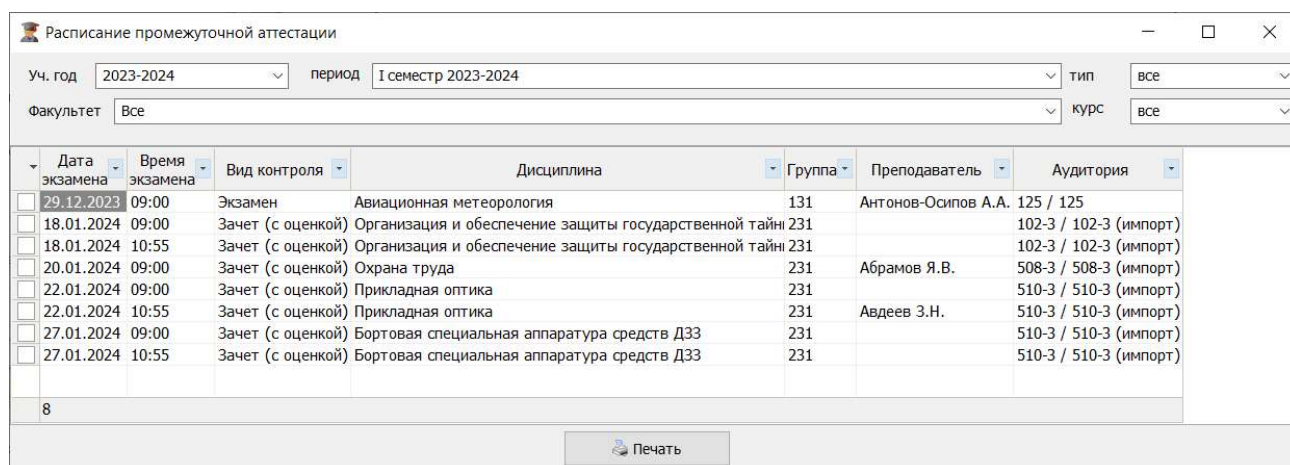 Расписание промежуточной аттестации
Уч. год 2023-2024 период I семестр 2023-2024 тип все
Факультет Все курс все
Дата экзамена Время экзамена Вид контроля Дисциплина Группа Преподаватель Аудитория
29.12.2023 09:00 Экзамен Авиационная метеорология 131 Антонов-Осипов А.А. 125 / 125
18.01.2024 09:00 Зачет (с оценкой) Организация и обеспечение защиты государственной тайн 231 102-3 / 102-3 (импорт)
18.01.2024 10:55 Зачет (с оценкой) Организация и обеспечение защиты государственной тайн 231 102-3 / 102-3 (импорт)
20.01.2024 09:00 Зачет (с оценкой) Охрана труда 231 Абрамов Я.В. 508-3 / 508-3 (импорт)
22.01.2024 09:00 Зачет (с оценкой) Прикладная оптика 231 510-3 / 510-3 (импорт)
22.01.2024 10:55 Зачет (с оценкой) Прикладная оптика 231 Авдеев З.Н. 510-3 / 510-3 (импорт)
27.01.2024 09:00 Зачет (с оценкой) Бортовая специальная аппаратура средств ДЗЗ 231 510-3 / 510-3 (импорт)
27.01.2024 10:55 Зачет (с оценкой) Бортовая специальная аппаратура средств ДЗЗ 231 510-3 / 510-3 (импорт)
8
Печать